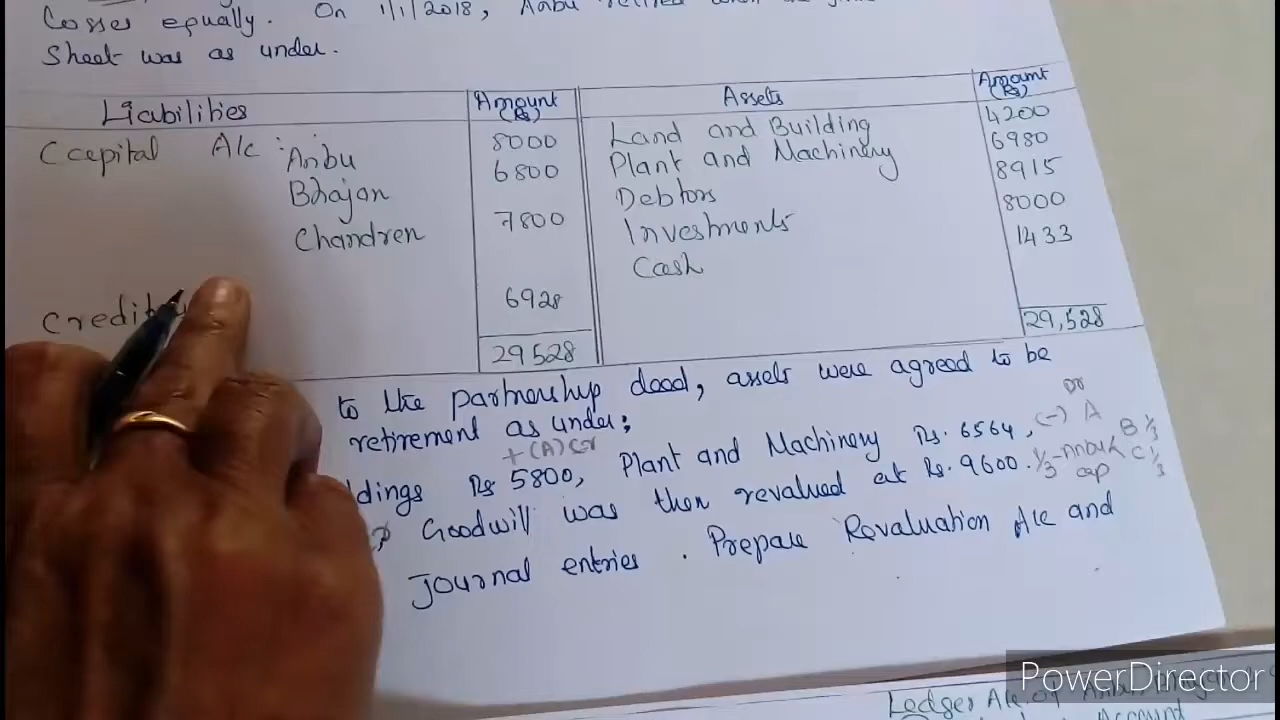 Losses equally. On 1/1/2018, Anbu retired when
Sheet was as under.
Liabilities Amount (Rs) Assets Amount (Rs)
Ccapital A/c : Anbu 8000 Land and Building 4200
Bhajan 6800 Plant and Machinery 6980
Chandren 7800 Debtors 8915
Investments 8000
Cash 1433
Credit 6928
29528 29,528
to the partnership deed, assets were agreed to be
retirement as under;
+ (A) Cr (-) Dr A
ldings Rs 5800, Plant and Machinery Rs. 6564,
Goodwill was then revalued at Rs. 9600. 1/3 cap B 1/3 C 1/3
Journal entries. Prepare Revaluation A/c and
PowerDirector
Ledger A/c of
Account